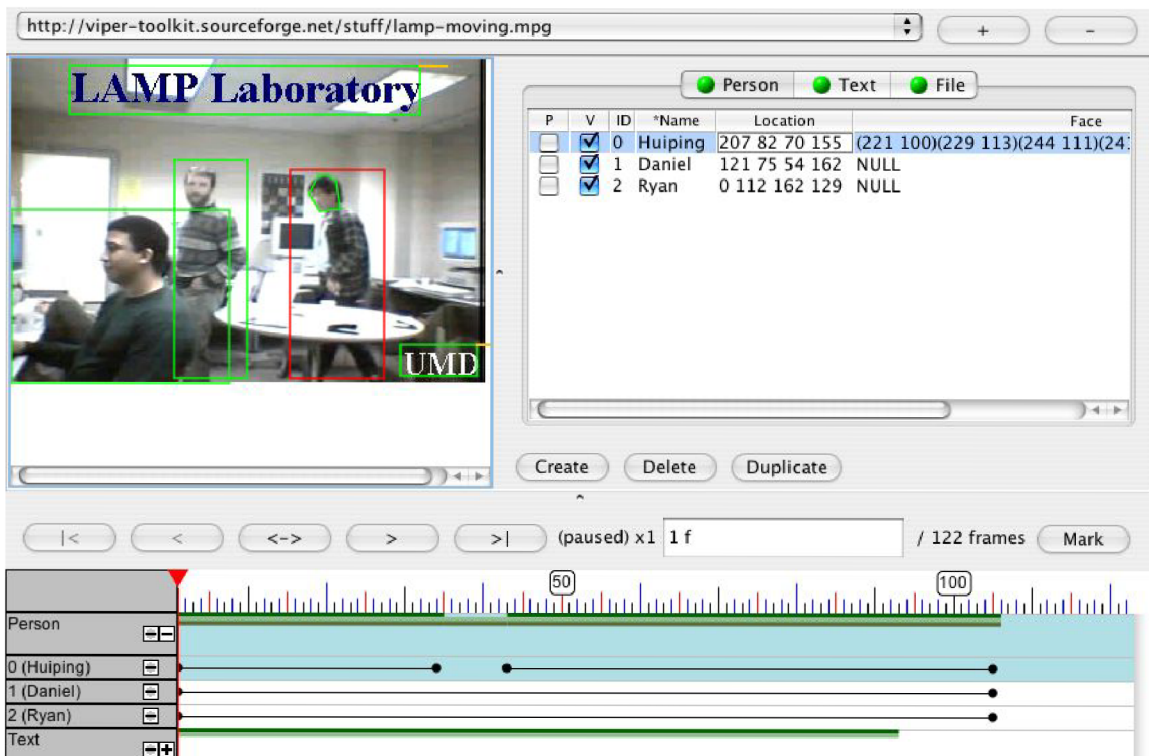 http://viper-toolkit.sourceforge.net/stuff/lamp-moving.mpg + -
LAMP Laboratory
UMD
Person Text File
P V ID *Name Location Face
0 Huiping 207 82 70 155 (221 100)(229 113)(244 111)(24
1 Daniel 121 75 54 162 NULL
2 Ryan 0 112 162 129 NULL
Create Delete Duplicate
|< < <-> > >| (paused) x1 1 f / 122 frames Mark
50 100
Person
0 (Huiping)
1 (Daniel)
2 (Ryan)
Text